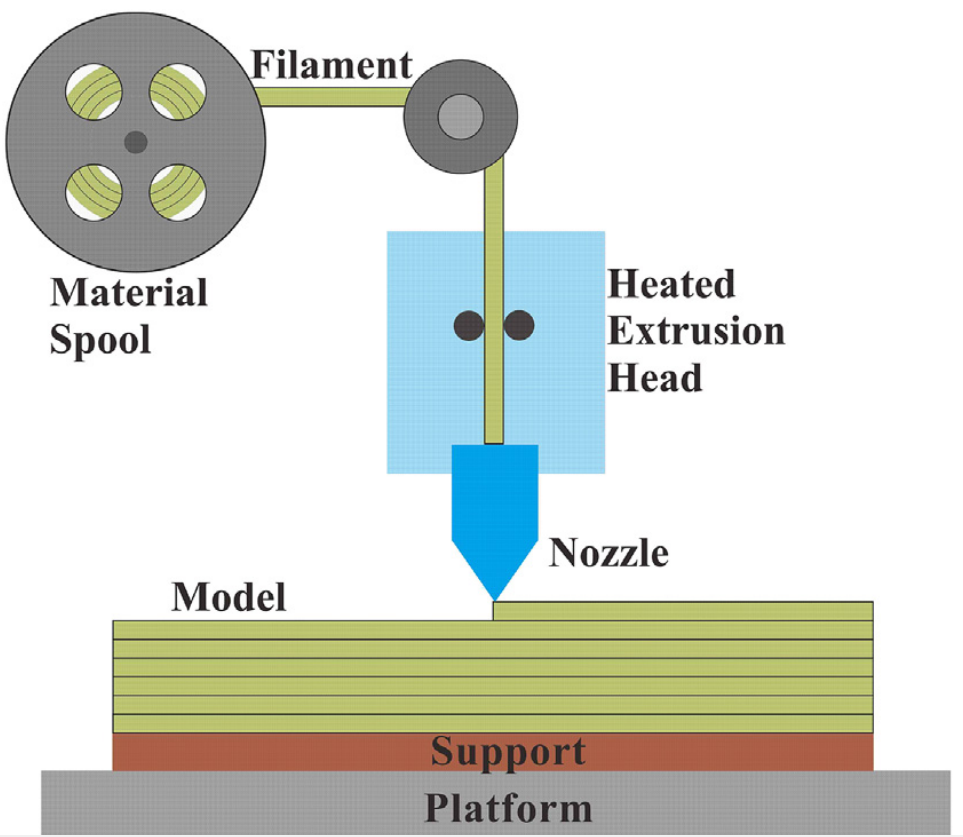 Filament
Material
Spool
Heated
Extrusion
Head
Nozzle
Model
Support
Platform